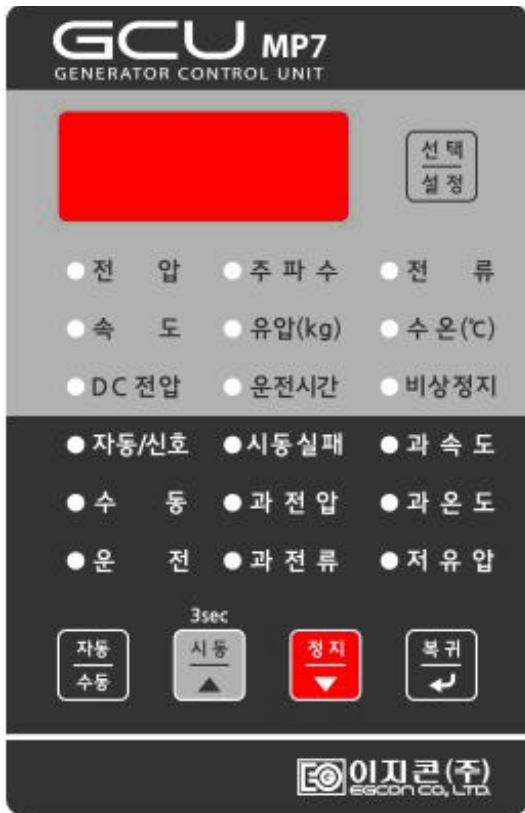 GCU MP7
GENERATOR CONTROL UNIT
선택
설정
전 압 주파수 전 류
속 도 유압(kg) 수온(℃)
DC전압 운전시간 비상정지
자동/신호 시동실패 과속도
수 동 과전압 과온도
운 전 과전류 저유압
3sec
자동 시동 정지 복귀
수동
EG 이지콘(주)
EGCON CO., LTD.